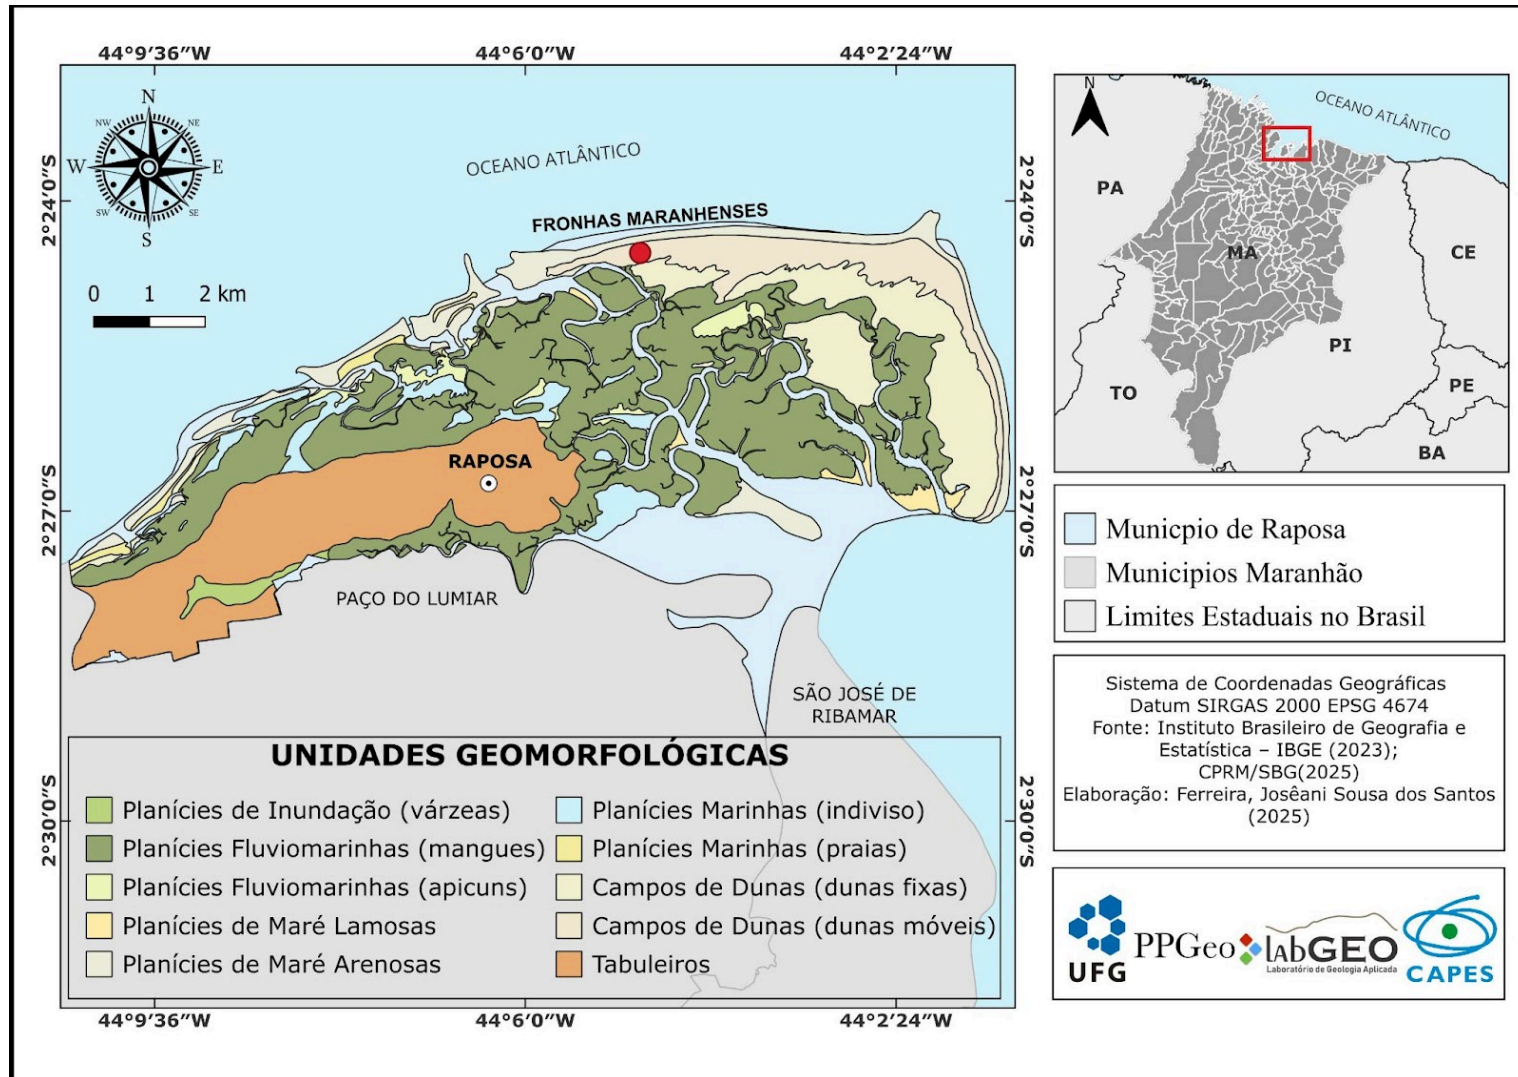 44°9'36"W 44°6'0"W 44°2'24"W
N
NW NE
W E
SW SE
S
2°24'0"S
2°24'0"S
OCEANO ATLÂNTICO
FRONHAS MARANHENSES
0 1 2 km
RAPOSA
2°27'0"S
2°27'0"S
PAÇO DO LUMIAR
SÃO JOSÉ DE
RIBAMAR
UNIDADES GEOMORFOLÓGICAS
Planícies de Inundação (várzeas)
Planícies Fluviomarinhas (mangues)
Planícies Fluviomarinhas (apicuns)
Planícies de Maré Lamosas
Planícies de Maré Arenosas
Planícies Marinhas (indiviso)
Planícies Marinhas (praias)
Campos de Dunas (dunas fixas)
Campos de Dunas (dunas móveis)
Tabuleiros
2°30'0"S
2°30'0"S
44°9'36"W 44°6'0"W 44°2'24"W
N
OCEANO ATLÂNTICO
PA
MA
CE
PI
TO
PE
BA
Municpio de Raposa
Municipios Maranhão
Limites Estaduais no Brasil
Sistema de Coordenadas Geográficas
Datum SIRGAS 2000 EPSG 4674
Fonte: Instituto Brasileiro de Geografia e
Estatística – IBGE (2023);
CPRM/SBG(2025)
Elaboração: Ferreira, Josêani Sousa dos Santos
(2025)
UFG
PPGeo
labGEO
Laboratório de Geologia Aplicada
CAPES